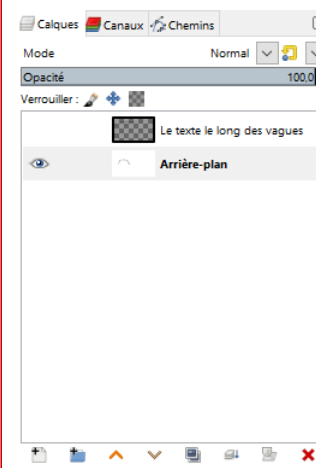 Calques Canaux Chemins
Mode Normal
Opacité 100,0
Verrouiller :
Le texte le long des vagues
Arrière-plan